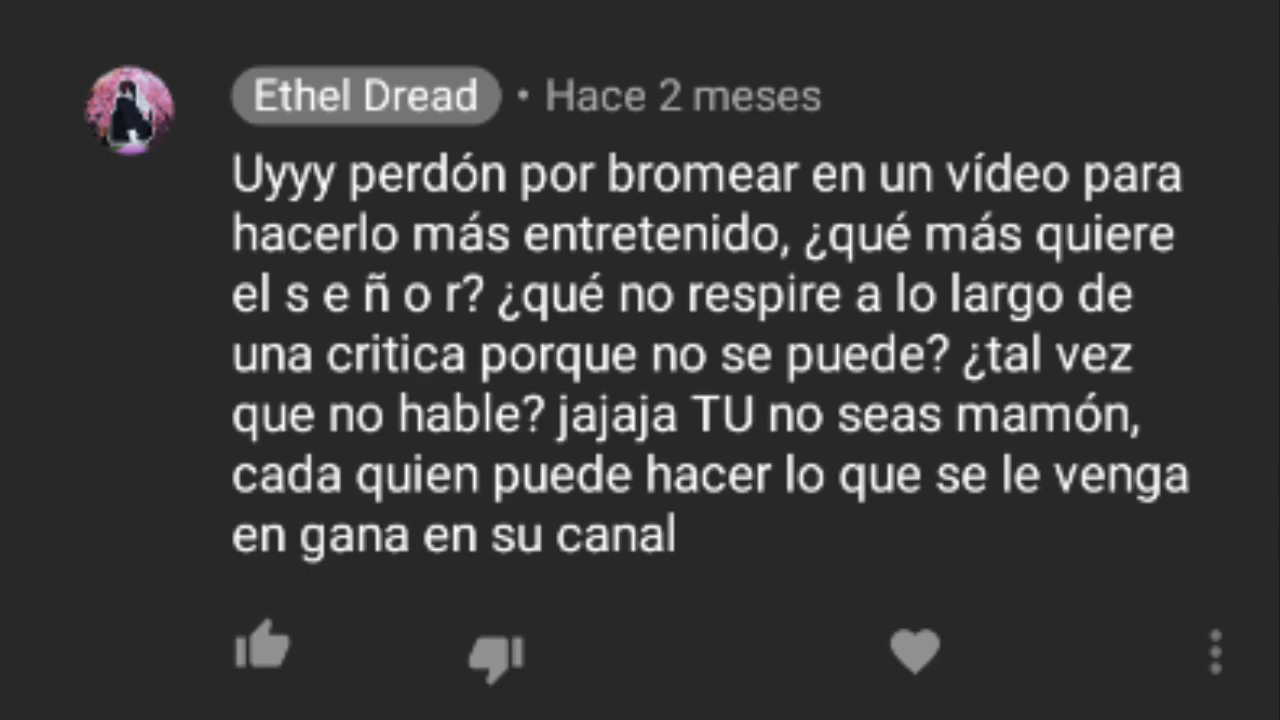 Ethel Dread • Hace 2 meses
Uyyy perdón por bromear en un vídeo para
hacerlo más entretenido, ¿qué más quiere
el s e ñ o r? ¿qué no respire a lo largo de
una critica porque no se puede? ¿tal vez
que no hable? jajaja TU no seas mamón,
cada quien puede hacer lo que se le venga
en gana en su canal